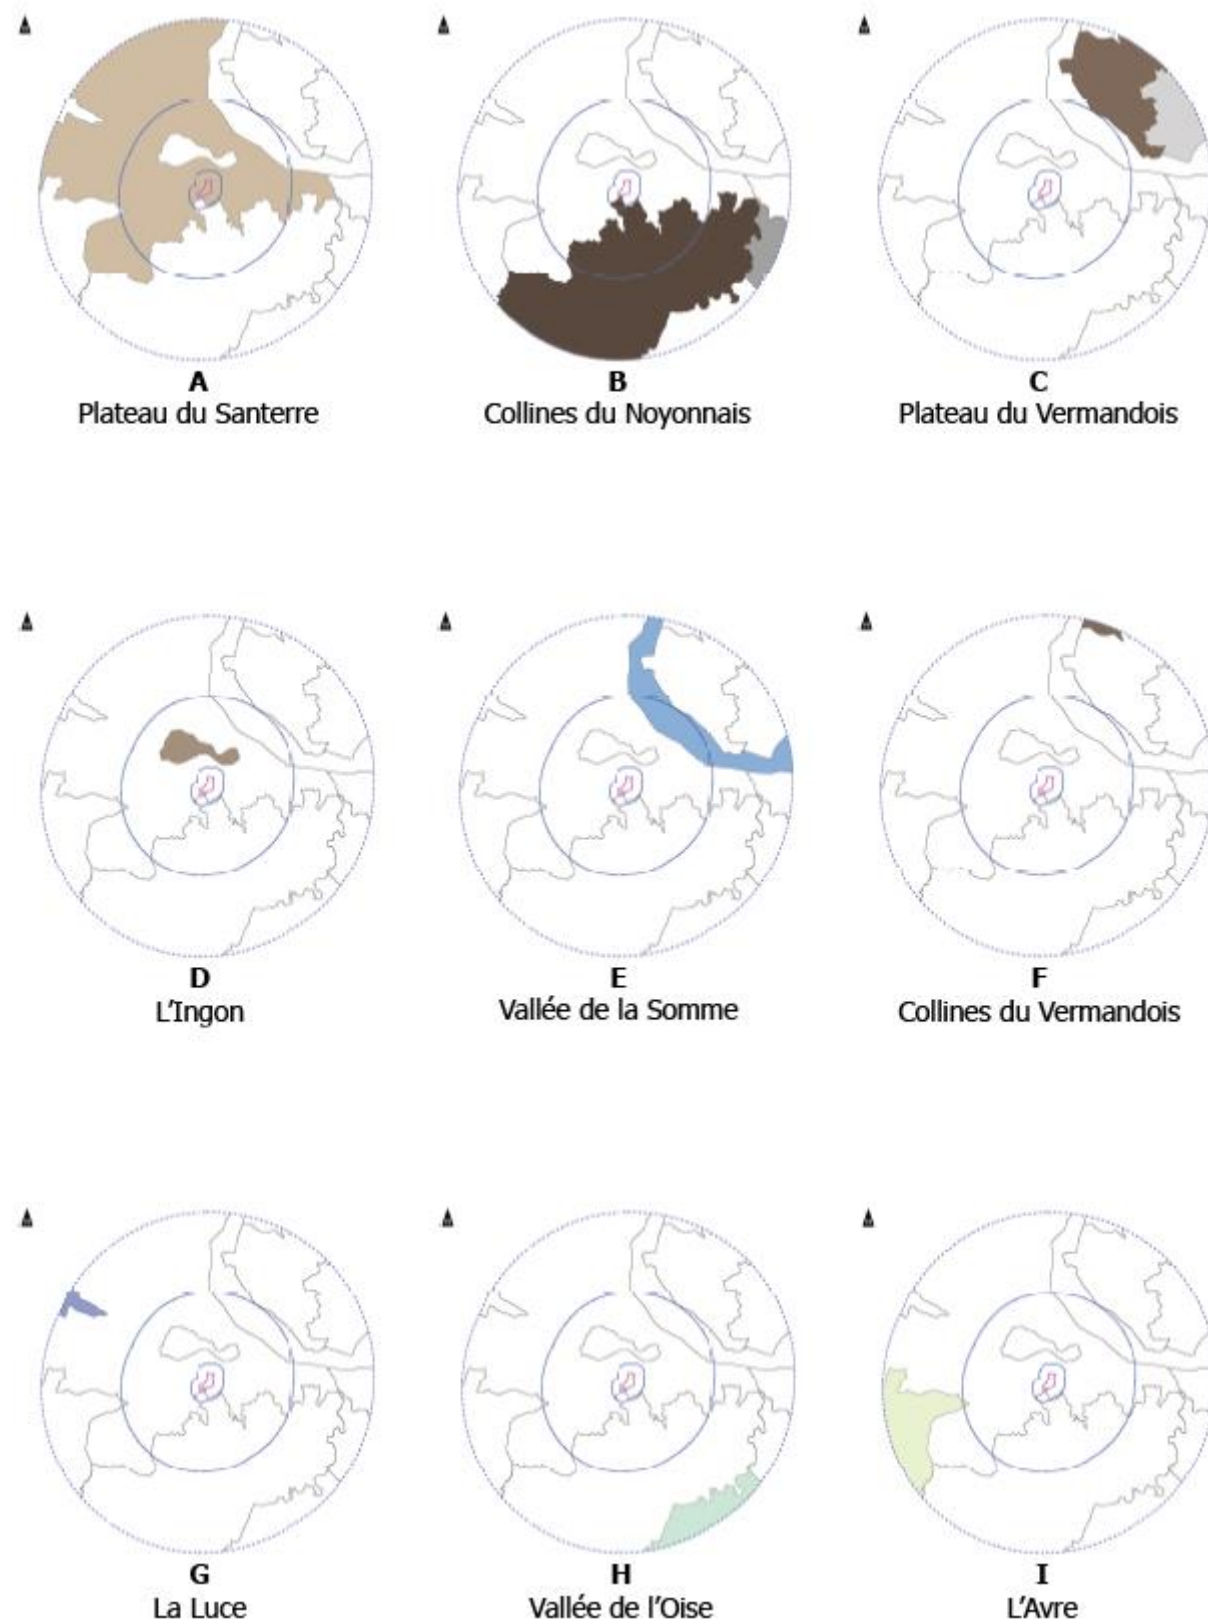 A
Plateau du Santerre
B
Collines du Noyonnais
C
Plateau du Vermandois
D
L'Ingon
E
Vallée de la Somme
F
Collines du Vermandois
G
La Luce
H
Vallée de l'Oise
I
L'Avre